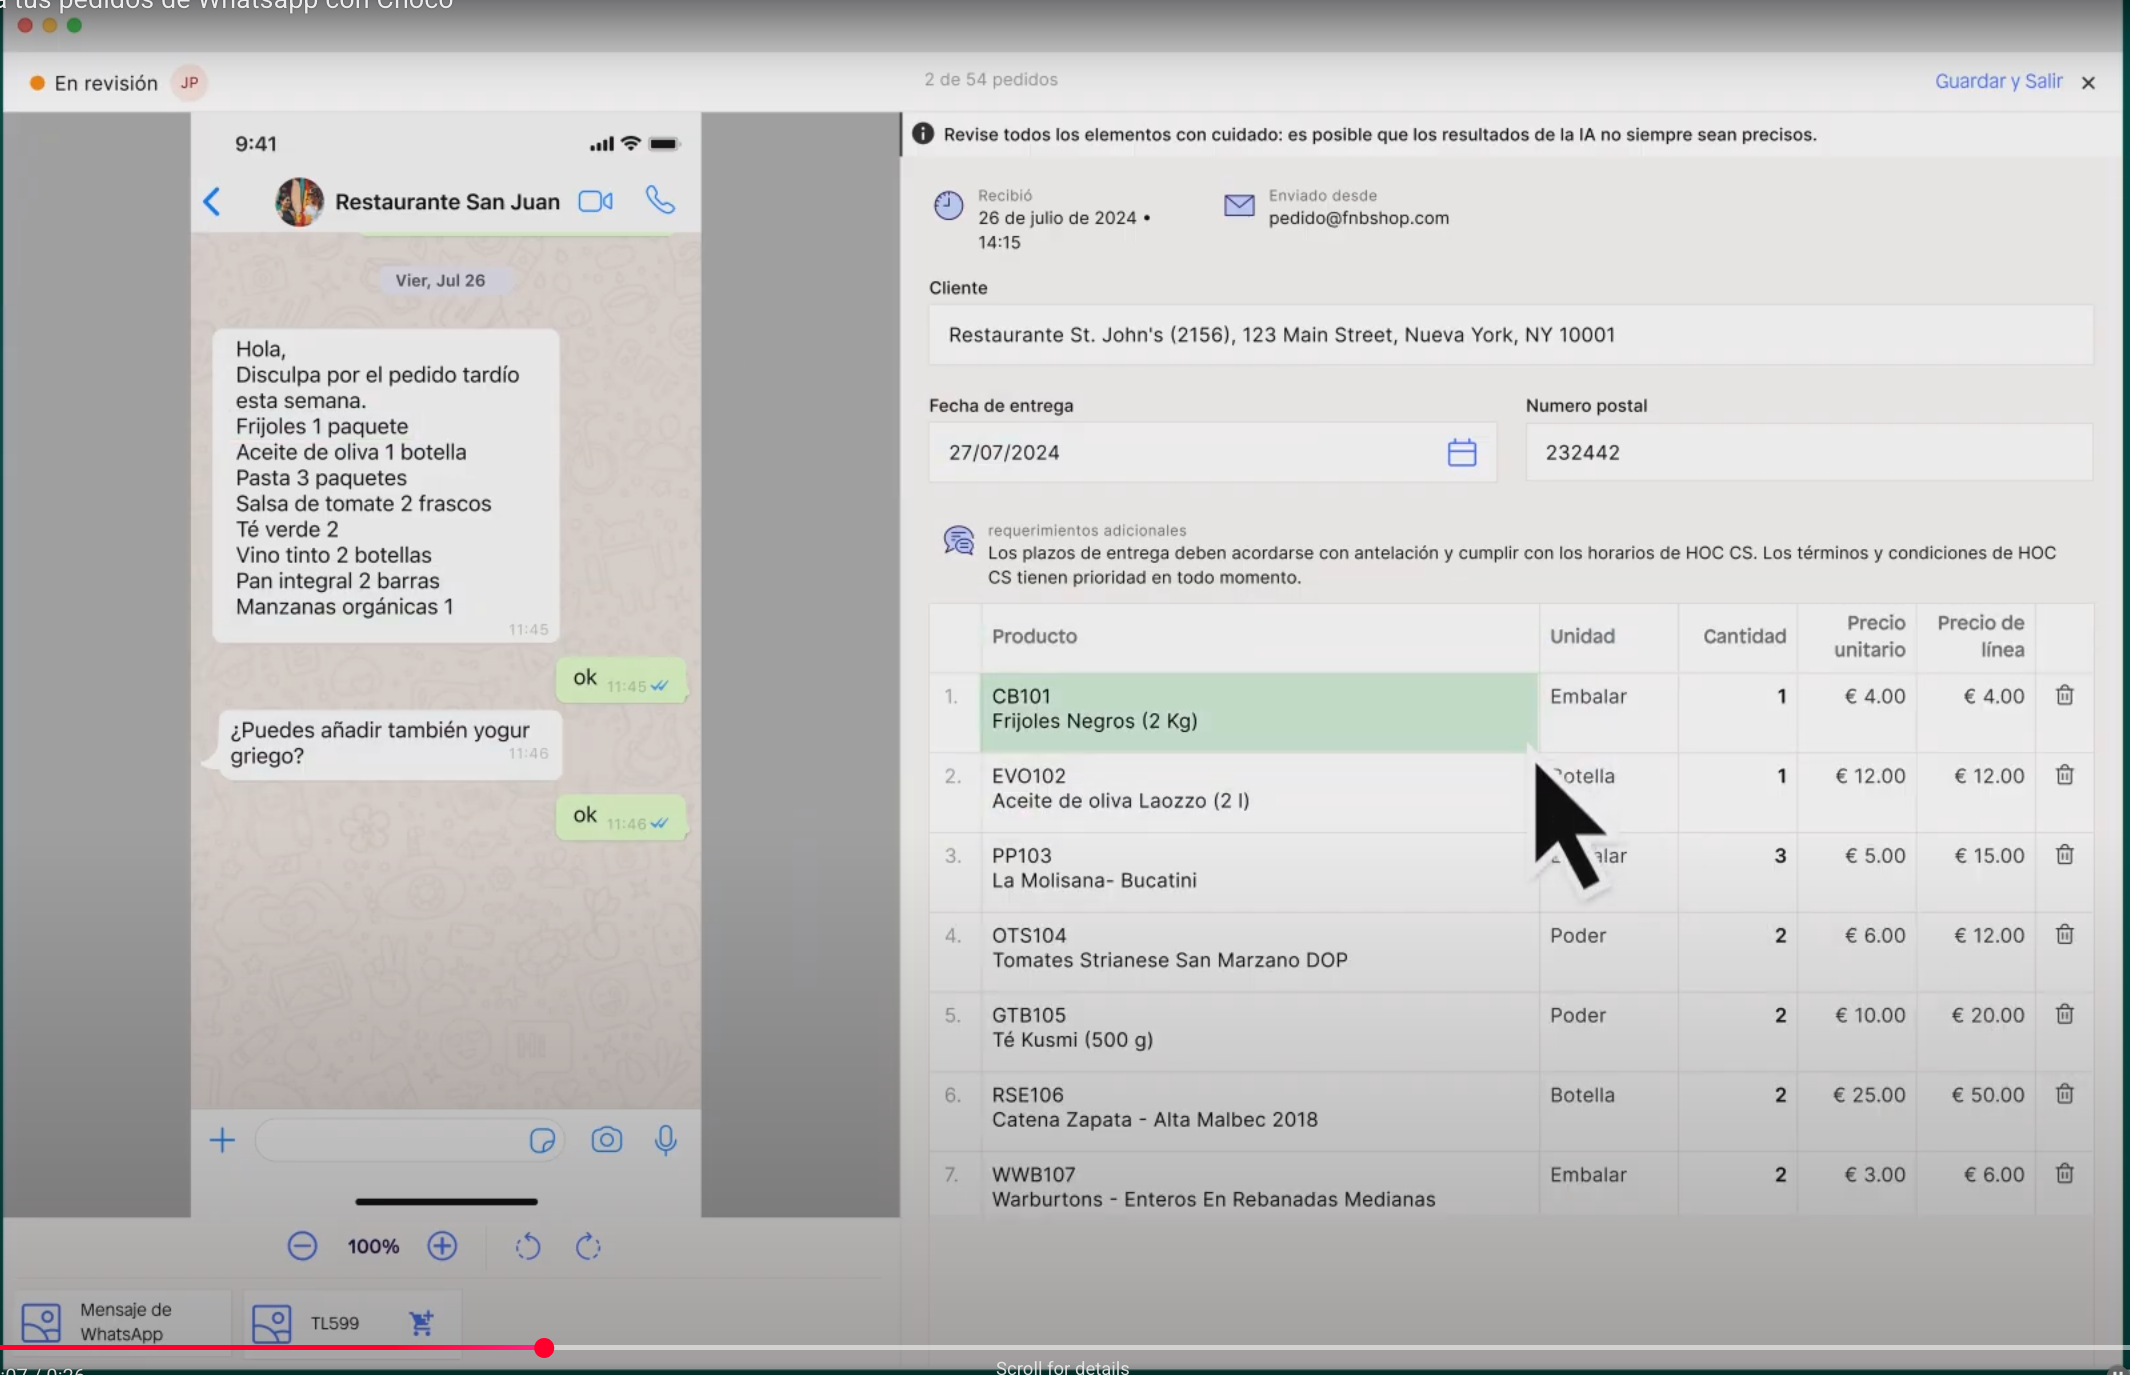 tus pedidos de Whatsapp con Choco
En revisión JP
2 de 54 pedidos
Guardar y Salir
9:41
Restaurante San Juan
Vier, Jul 26
Hola,
Disculpa por el pedido tardío
esta semana.
Frijoles 1 paquete
Aceite de oliva 1 botella
Pasta 3 paquetes
Salsa de tomate 2 frascos
Té verde 2
Vino tinto 2 botellas
Pan integral 2 barras
Manzanas orgánicas 1
11:45
ok 11:45
¿Puedes añadir también yogur
griego? 11:46
ok 11:46
100%
Mensaje de
WhatsApp
TL599
Revise todos los elementos con cuidado: es posible que los resultados de la IA no siempre sean precisos.
Recibió
26 de julio de 2024 •
14:15
Enviado desde
pedido@fnbshop.com
Cliente
Restaurante St. John's (2156), 123 Main Street, Nueva York, NY 10001
Fecha de entrega
27/07/2024
Numero postal
232442
requerimientos adicionales
Los plazos de entrega deben acordarse con antelación y cumplir con los horarios de HOC CS. Los términos y condiciones de HOC
CS tienen prioridad en todo momento.
Producto Unidad Cantidad Precio unitario Precio de línea
1. CB101 Embalar 1 € 4.00 € 4.00
Frijoles Negros (2 Kg)
2. EVO102 Botella 1 € 12.00 € 12.00
Aceite de oliva Laozzo (2 l)
3. PP103 Embalar 3 € 5.00 € 15.00
La Molisana- Bucatini
4. OTS104 Poder 2 € 6.00 € 12.00
Tomates Strianese San Marzano DOP
5. GTB105 Poder 2 € 10.00 € 20.00
Té Kusmi (500 g)
6. RSE106 Botella 2 € 25.00 € 50.00
Catena Zapata - Alta Malbec 2018
7. WWB107 Embalar 2 € 3.00 € 6.00
Warburtons - Enteros En Rebanadas Medianas
Scroll for details